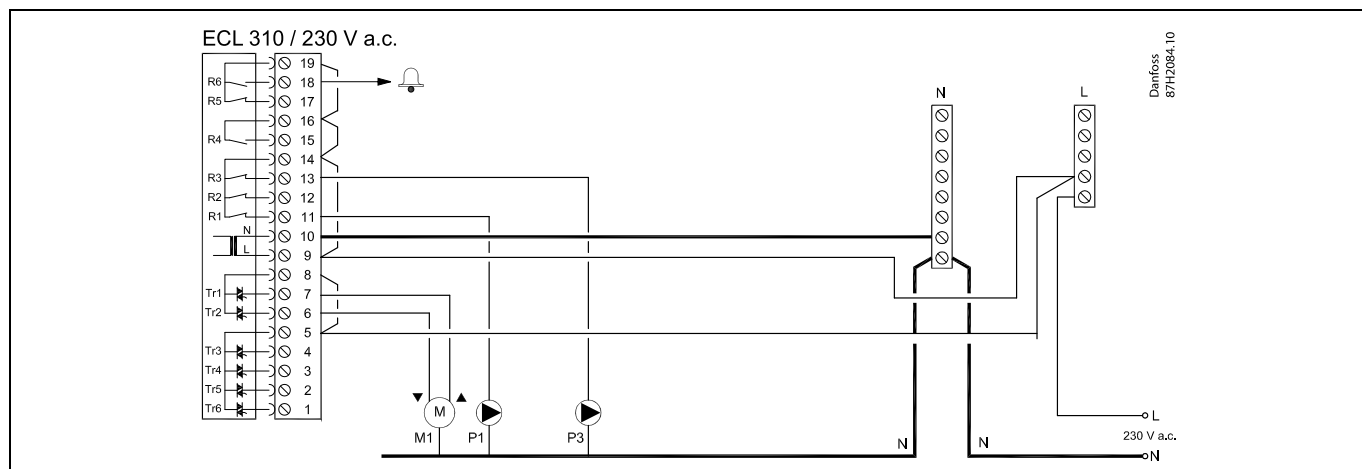 ECL 310 / 230 V a.c.
Danfoss
87H2084.10
19
R6 18
R5 17
16
R4 15
14
R3 13
R2 12
R1 11
N 10
L 9
8
Tr1 7
Tr2 6
5
Tr3 4
Tr4 3
Tr5 2
Tr6 1
N
L
M
M1
P1
P3
N
N
L
230 V a.c.
N